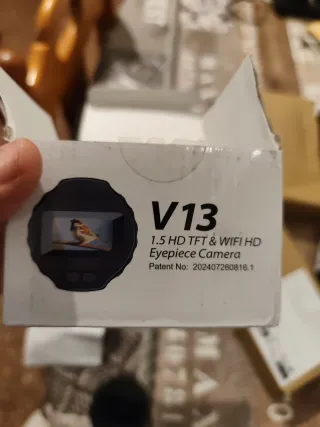 V13
1.5 HD TFT & WIFI HD
Eyepiece Camera
Patent No: 202407260816.1